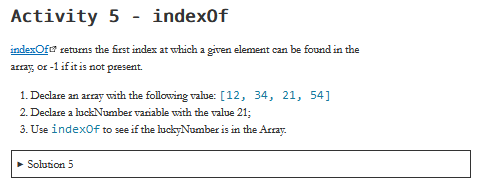 Activity 5 - indexOf
indexOf returns the first index at which a given element can be found in the
array, or -1 if it is not present.
1. Declare an array with the following value: [12, 34, 21, 54]
2. Declare a luckNumber variable with the value 21;
3. Use indexOf to see if the luckyNumber is in the Array.
▸ Solution 5